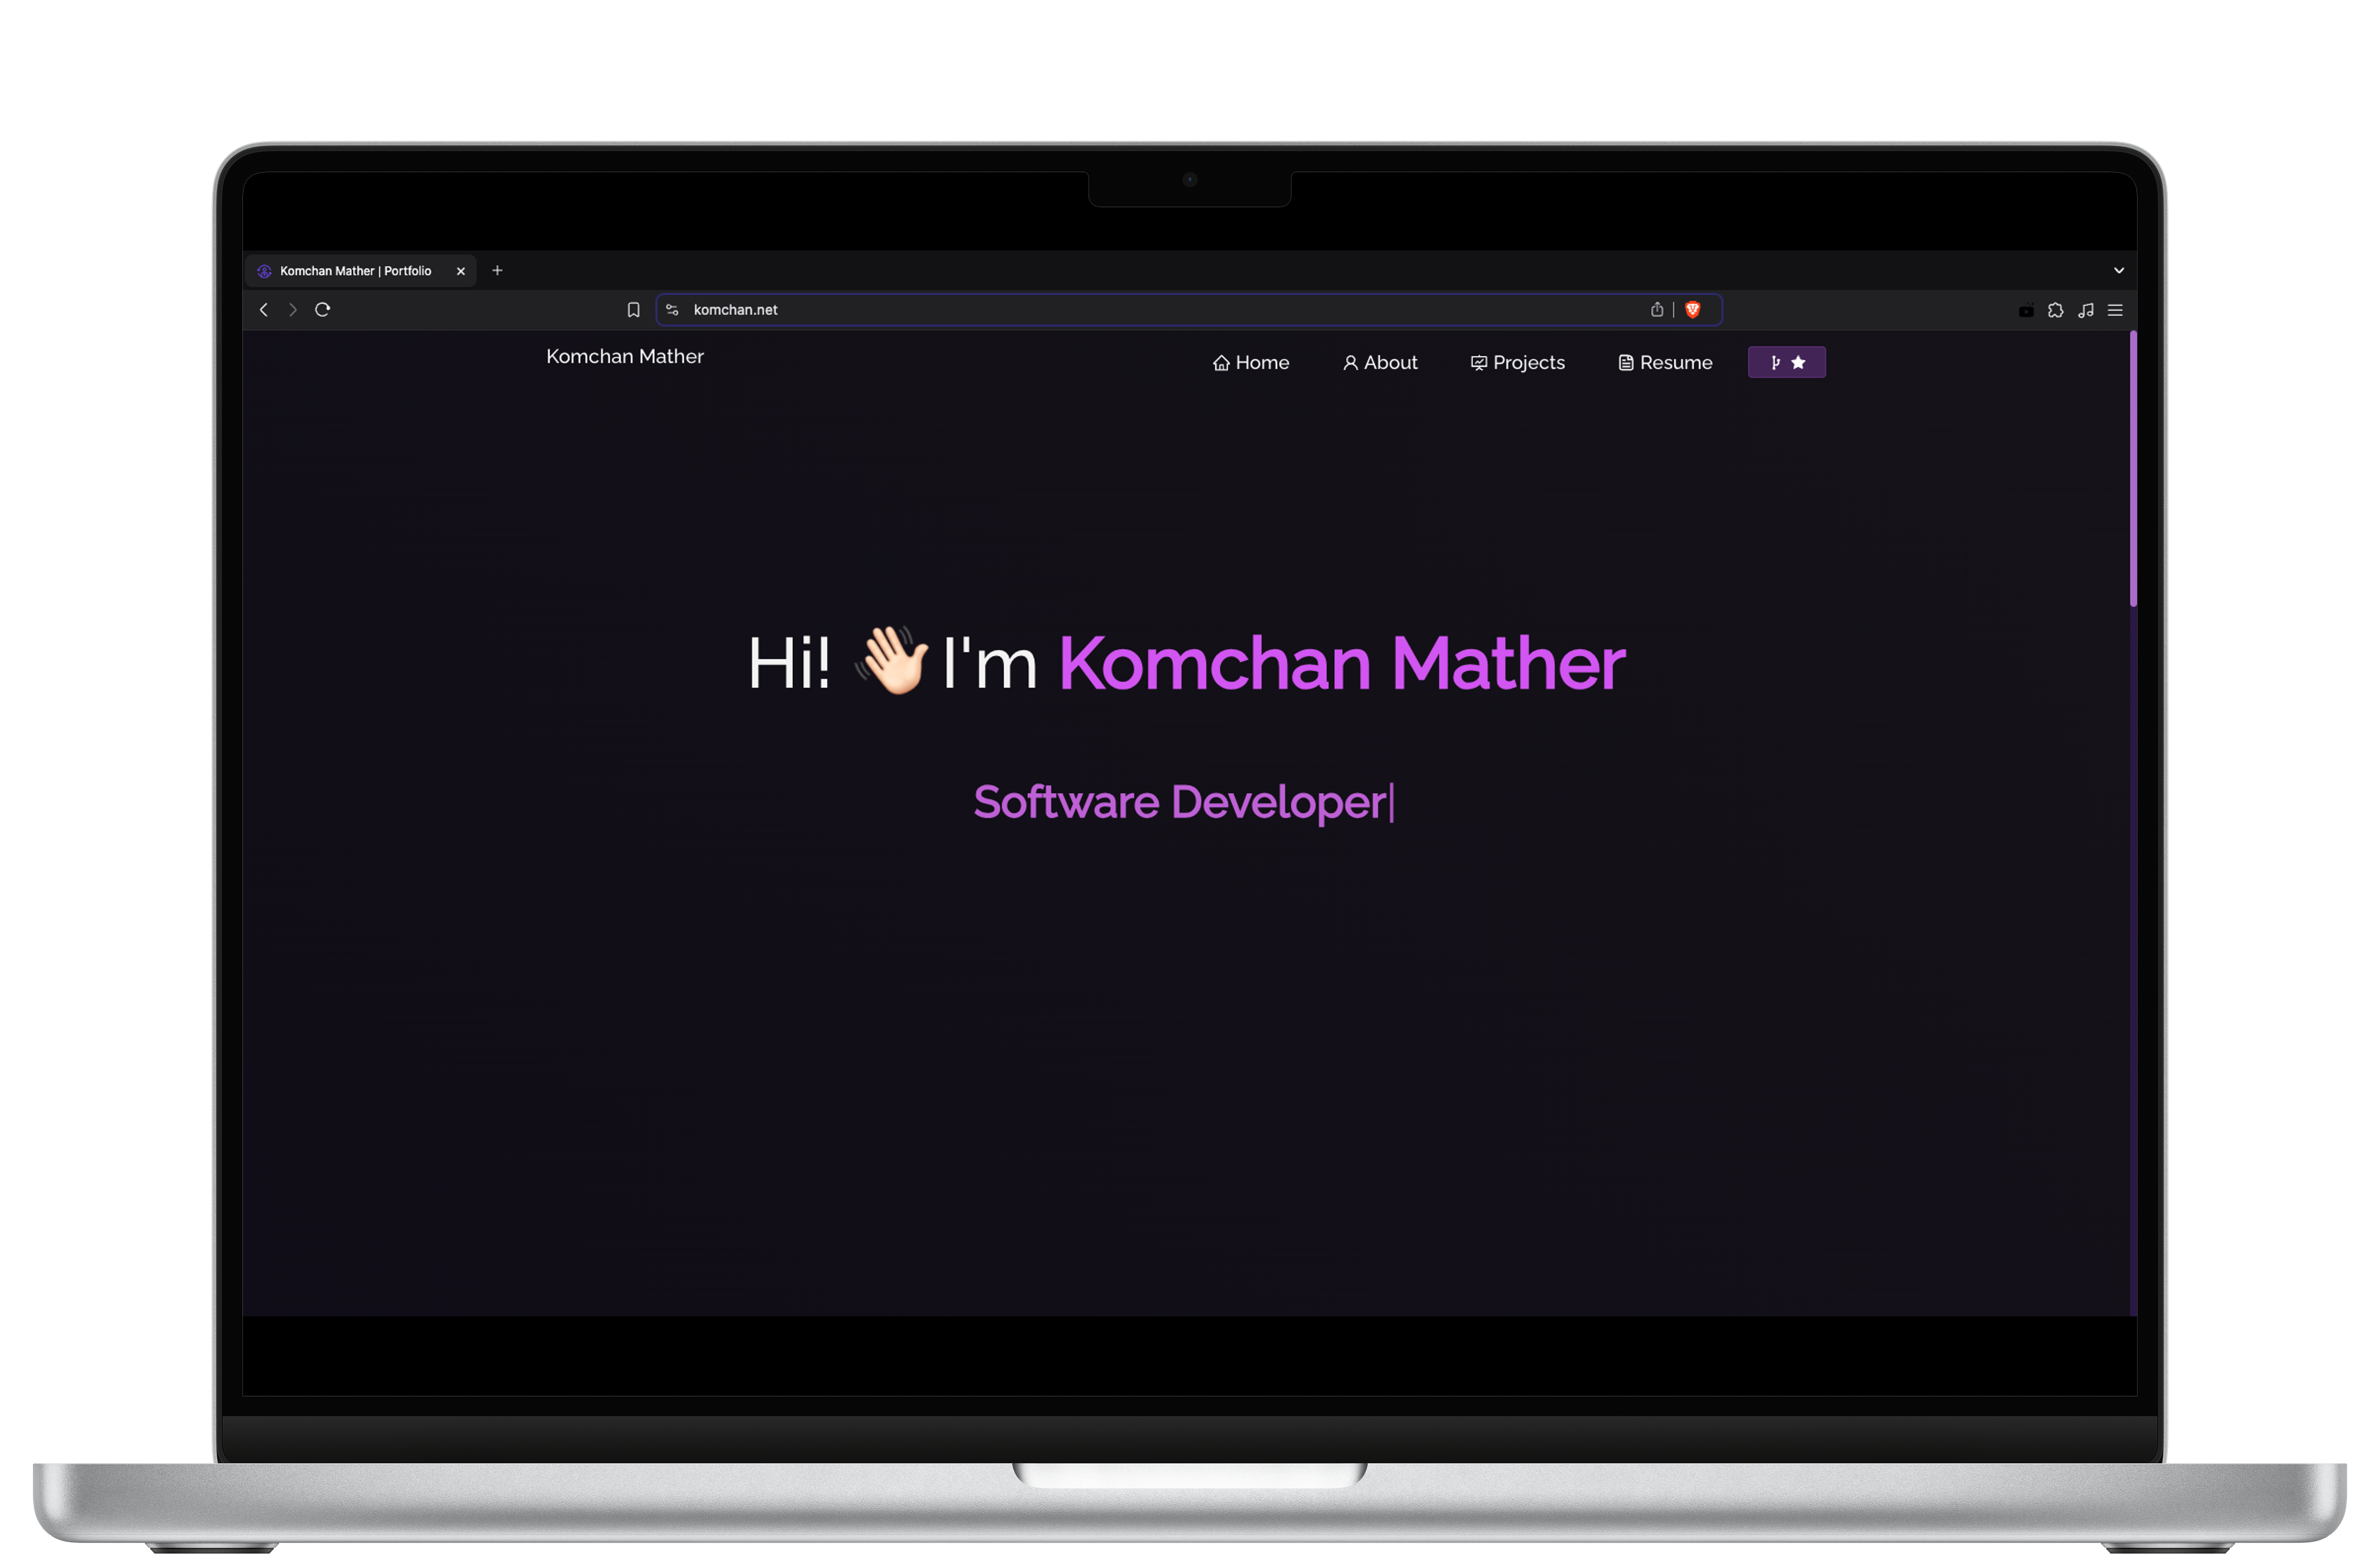 Komchan Mather | Portfolio
komchan.net
Komchan Mather
Home About Projects Resume
Hi! 👋🏻 I'm Komchan Mather
Software Developer|